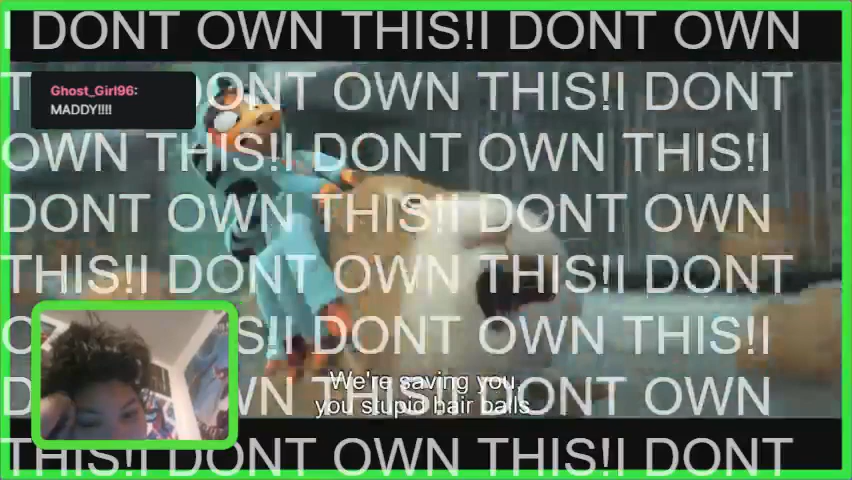 I DONT OWN THIS!I DONT OWN
T
Ghost_Girl96:
MADDY!!!!
DONT OWN THIS!I DONT
OWN THIS!I DONT OWN THIS!I
DONT OWN THIS!I DONT OWN
THIS!I DONT OWN THIS!I DONT
O
S!I DONT OWN THIS!I
D
WN THIS!I DONT OWN
We're saving you,
you stupid hair balls
THIS!I DONT OWN THIS!I DONT